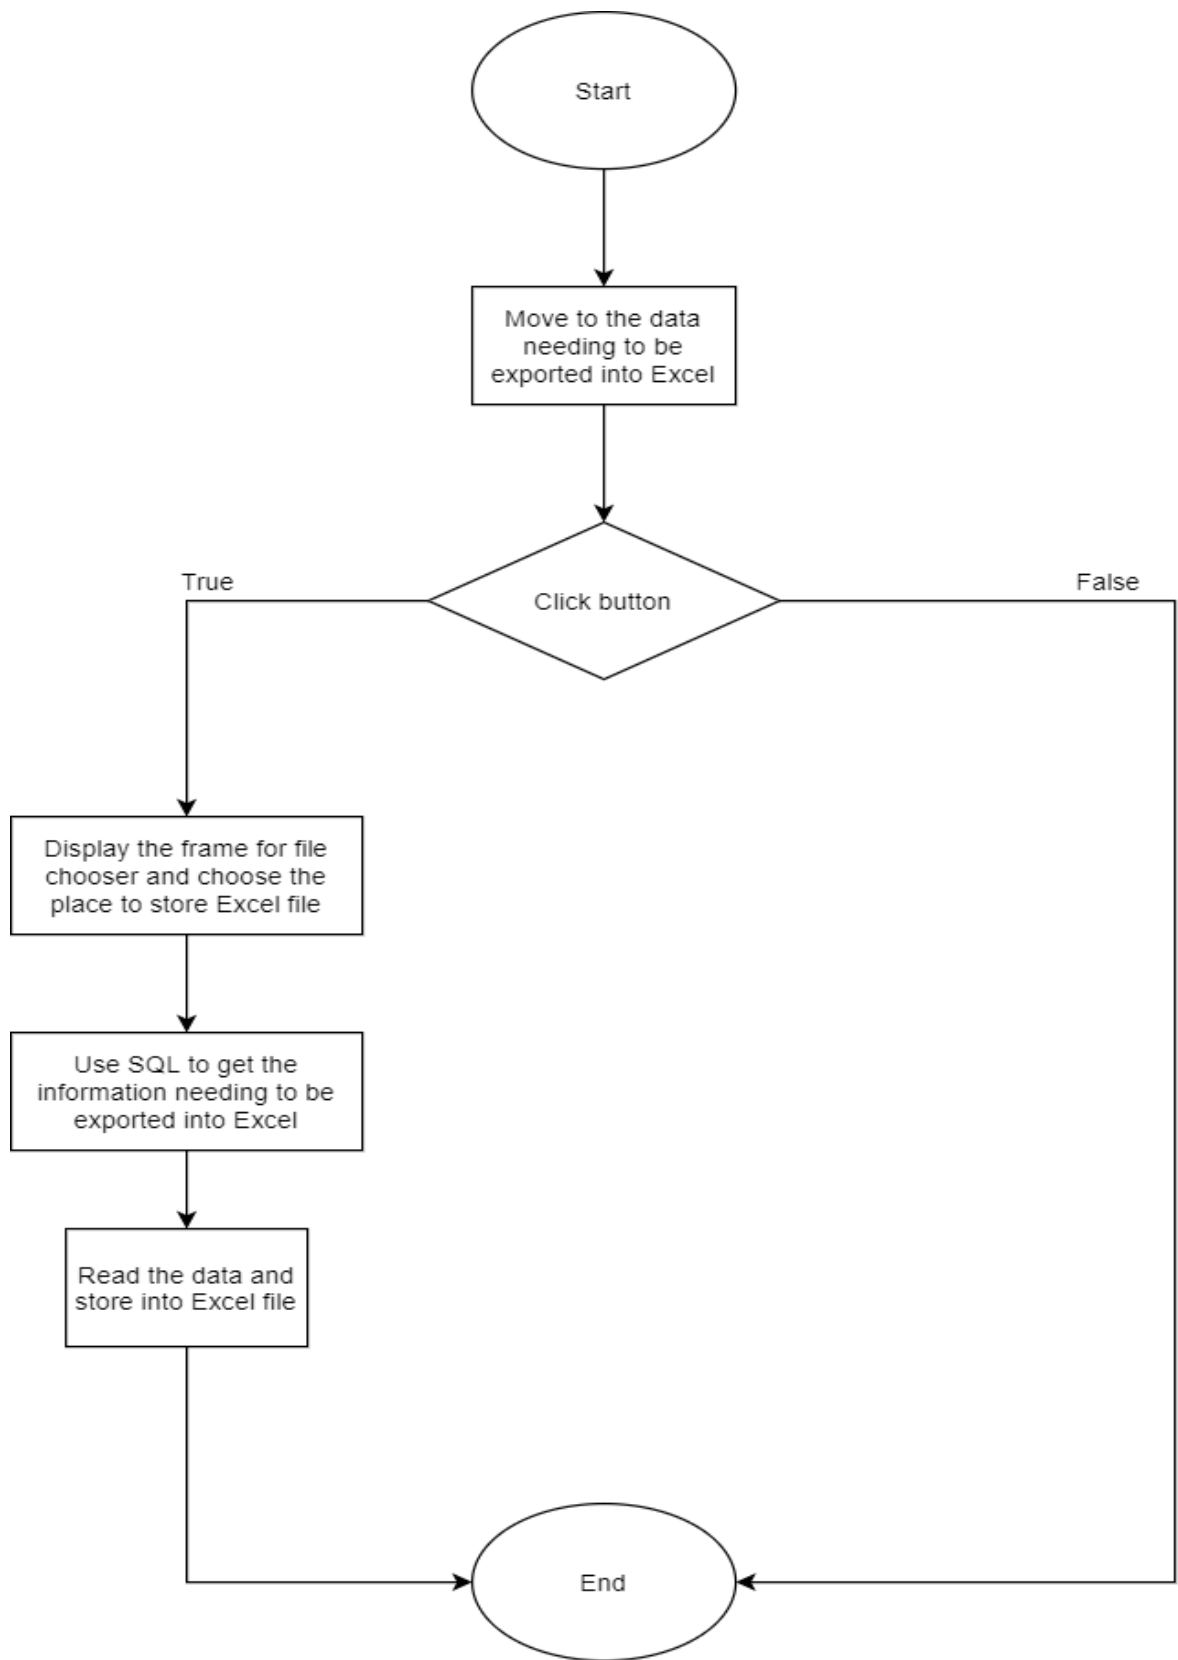 Start
Move to the data
needing to be
exported into Excel
Click button
True
False
Display the frame for file
chooser and choose the
place to store Excel file
Use SQL to get the
information needing to be
exported into Excel
Read the data and
store into Excel file
End